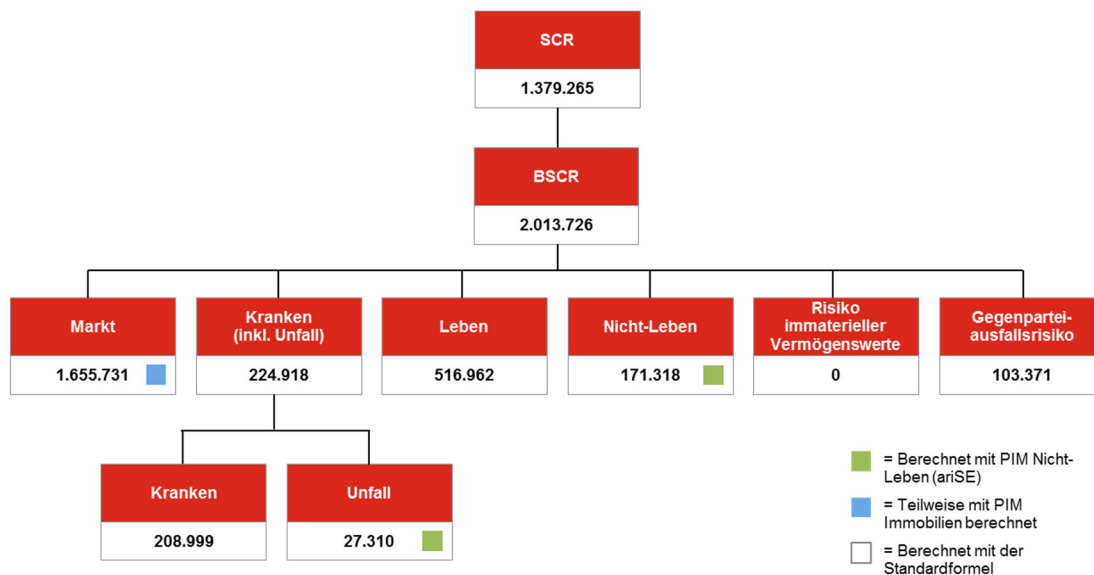 SCR
1.379.265
BSCR
2.013.726
Markt
1.655.731
Kranken
(inkl. Unfall)
224.918
Leben
516.962
Nicht-Leben
171.318
Risiko
immaterieller
Vermögenswerte
0
Gegenpartei-
ausfallsrisiko
103.371
Kranken
208.999
Unfall
27.310
= Berechnet mit PIM Nicht-
Leben (ariSE)
= Teilweise mit PIM
Immobilien berechnet
= Berechnet mit der
Standardformel